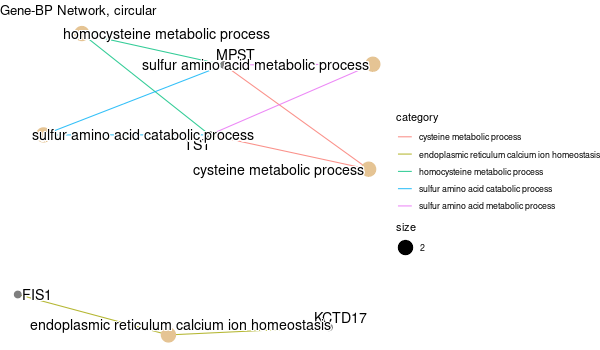 Gene-BP Network, circular
homocysteine metabolic process
MPST
sulfur amino acid metabolic process
sulfur amino acid catabolic process
TST
cysteine metabolic process
FIS1
KCTD17
endoplasmic reticulum calcium ion homeostasis
category
cysteine metabolic process
endoplasmic reticulum calcium ion homeostasis
homocysteine metabolic process
sulfur amino acid catabolic process
sulfur amino acid metabolic process
size
2